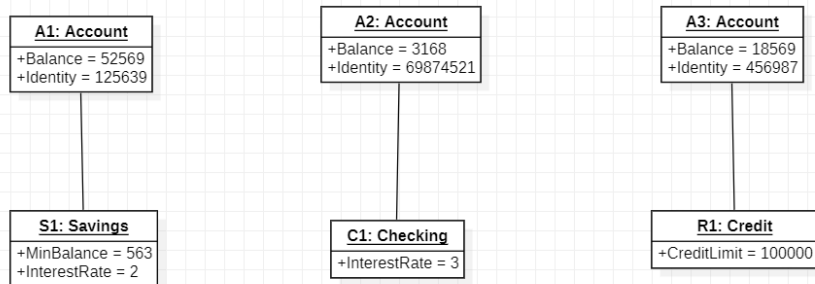 A1: Account
+Balance = 52569
+Identity = 125639
A2: Account
+Balance = 3168
+Identity = 69874521
A3: Account
+Balance = 18569
+Identity = 456987
S1: Savings
+MinBalance = 563
+InterestRate = 2
C1: Checking
+InterestRate = 3
R1: Credit
+CreditLimit = 100000